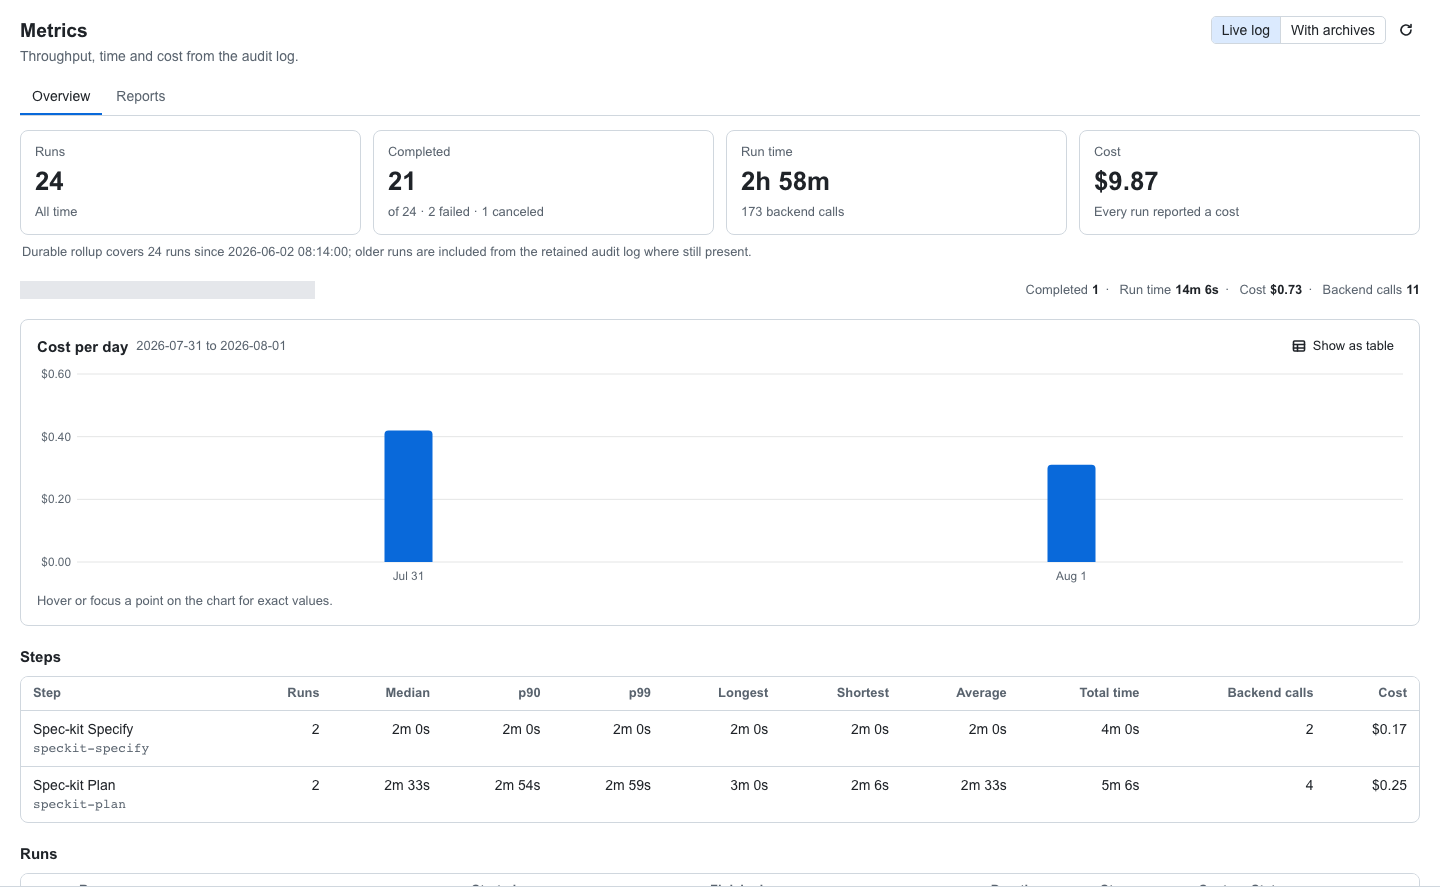 Metrics
Live log With archives
Throughput, time and cost from the audit log.
Overview Reports
Runs
24
All time
Completed
21
of 24 · 2 failed · 1 canceled
Run time
2h 58m
173 backend calls
Cost
$9.87
Every run reported a cost
Durable rollup covers 24 runs since 2026-06-02 08:14:00; older runs are included from the retained audit log where still present.
Completed 1 · Run time 14m 6s · Cost $0.73 · Backend calls 11
Cost per day 2026-07-31 to 2026-08-01
Show as table
$0.60
$0.40
$0.20
$0.00
Jul 31 Aug 1
Hover or focus a point on the chart for exact values.
Steps
Step Runs Median p90 p99 Longest Shortest Average Total time Backend calls Cost
Spec-kit Specify 2 2m 0s 2m 0s 2m 0s 2m 0s 2m 0s 2m 0s 4m 0s 2 $0.17
speckit-specify
Spec-kit Plan 2 2m 33s 2m 54s 2m 59s 3m 0s 2m 6s 2m 33s 5m 6s 4 $0.25
speckit-plan
Runs